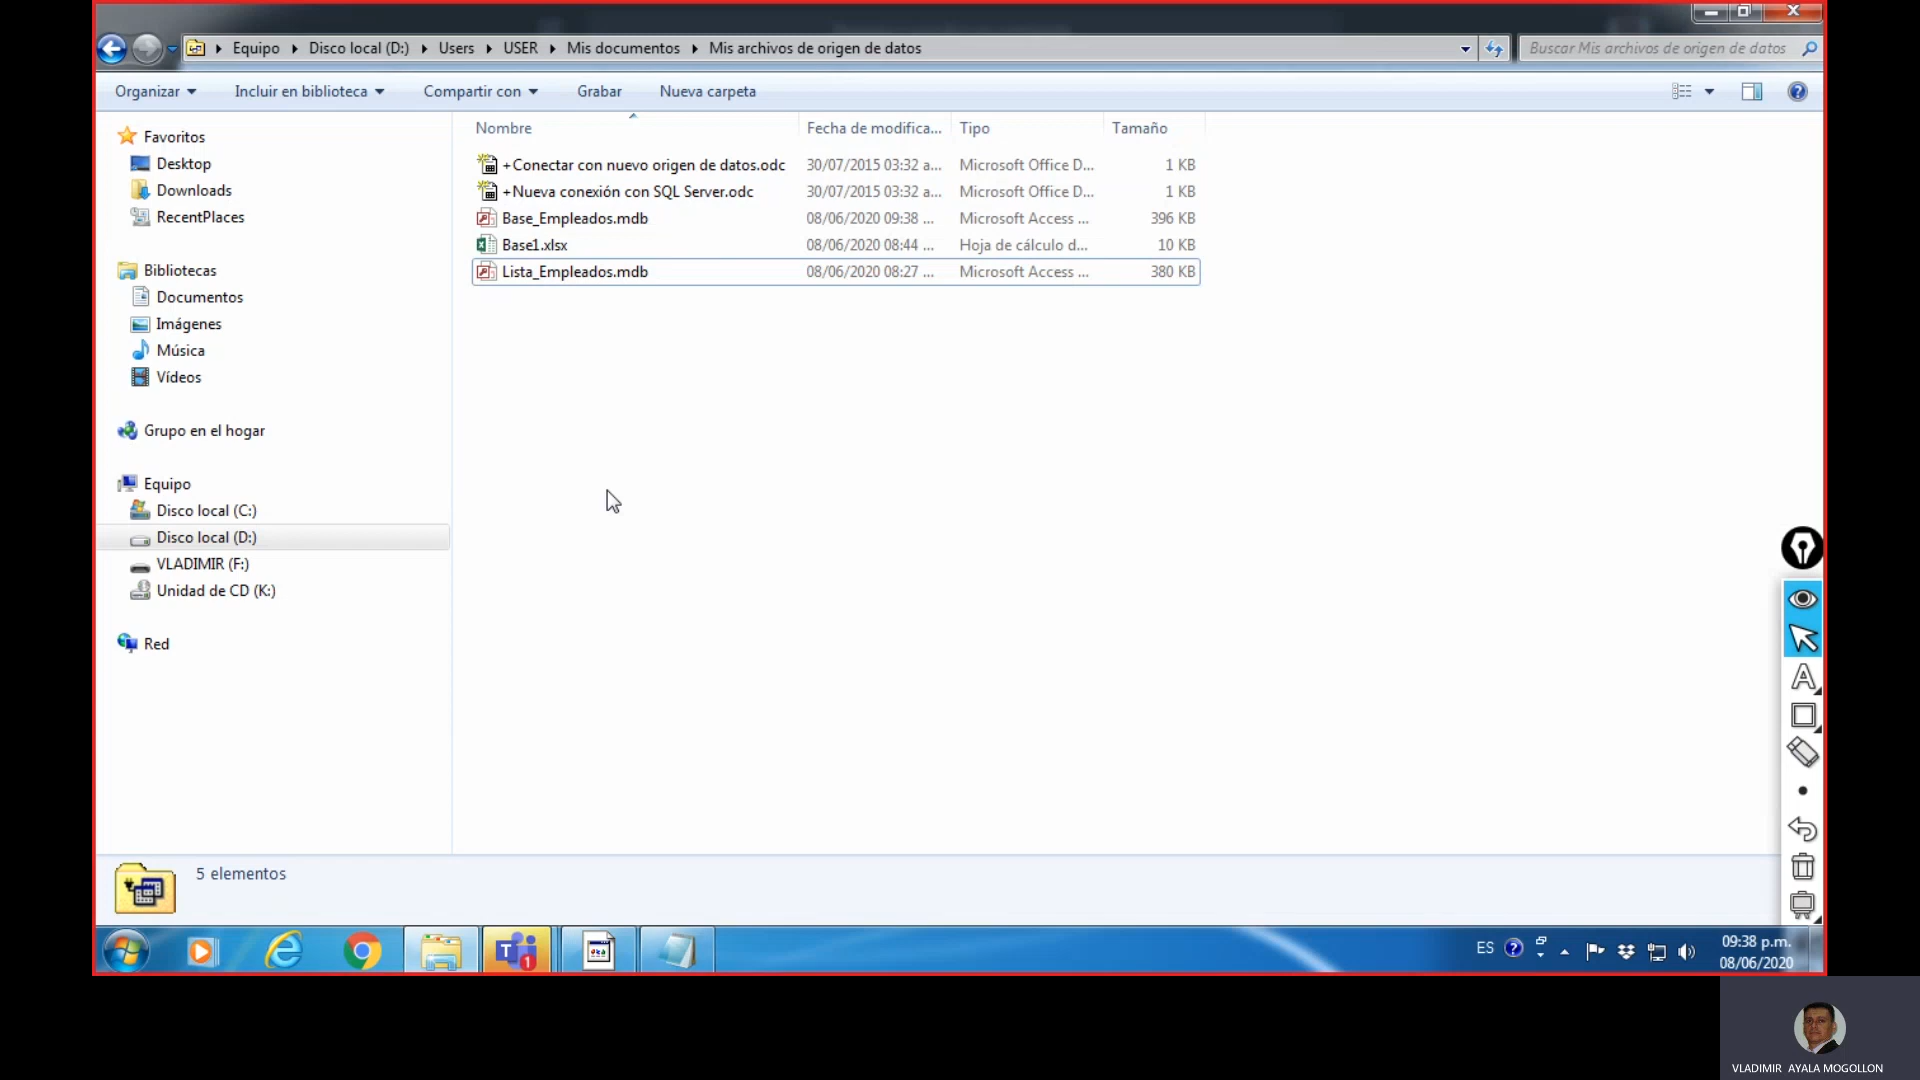 Equipo Disco local (D:) Users USER Mis documentos Mis archivos de origen de datos
Buscar Mis archivos de origen de datos
Organizar Incluir en biblioteca Compartir con Grabar Nueva carpeta
Favoritos
Desktop
Downloads
RecentPlaces
Bibliotecas
Documentos
Imágenes
Música
Vídeos
Grupo en el hogar
Equipo
Disco local (C:)
Disco local (D:)
VLADIMIR (F:)
Unidad de CD (K:)
Red
Nombre Fecha de modifica... Tipo Tamaño
+Conectar con nuevo origen de datos.odc 30/07/2015 03:32 a... Microsoft Office D... 1 KB
+Nueva conexión con SQL Server.odc 30/07/2015 03:32 a... Microsoft Office D... 1 KB
Base_Empleados.mdb 08/06/2020 09:38 ... Microsoft Access ... 396 KB
Base1.xlsx 08/06/2020 08:44 ... Hoja de cálculo d... 10 KB
Lista_Empleados.mdb 08/06/2020 08:27 ... Microsoft Access ... 380 KB
5 elementos
ES
09:38 p.m.
08/06/2020
VLADIMIR AYALA MOGOLLON